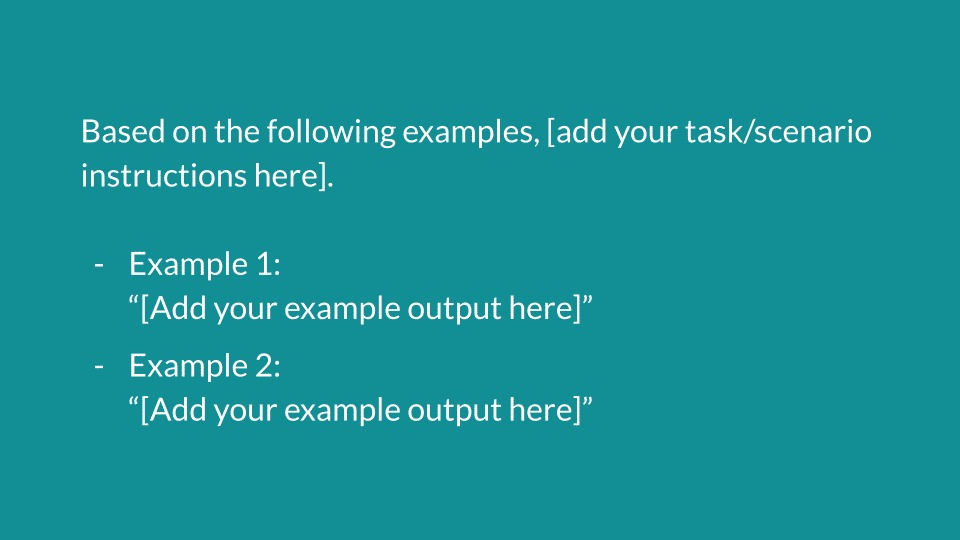 Based on the following examples, [add your task/scenario
instructions here].
- Example 1:
“[Add your example output here]”
- Example 2:
“[Add your example output here]”